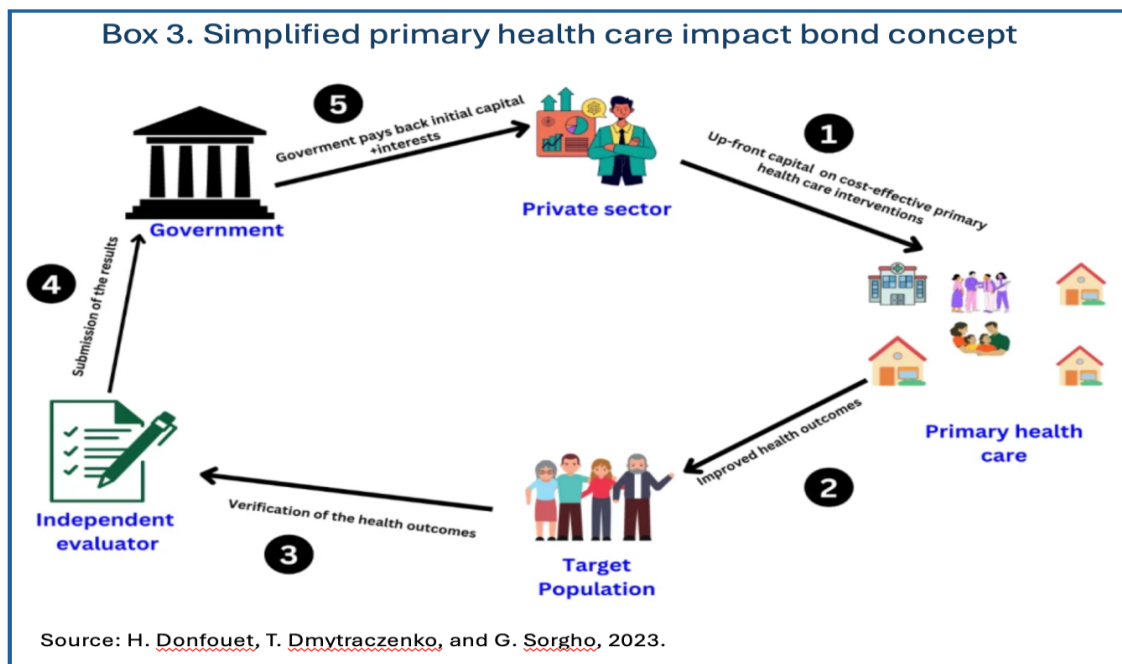 Box 3. Simplified primary health care impact bond concept
5
Goverment pays back initial capital
+interests
1
Up-front capital on cost-effective primary
health care interventions
Private sector
Government
4
Submission of the results
Primary health
care
Improved health outcomes
2
Independent
evaluator
Verification of the health outcomes
3
Target
Population
Source: H. Donfouet, T. Dmytraczenko, and G. Sorgho, 2023.